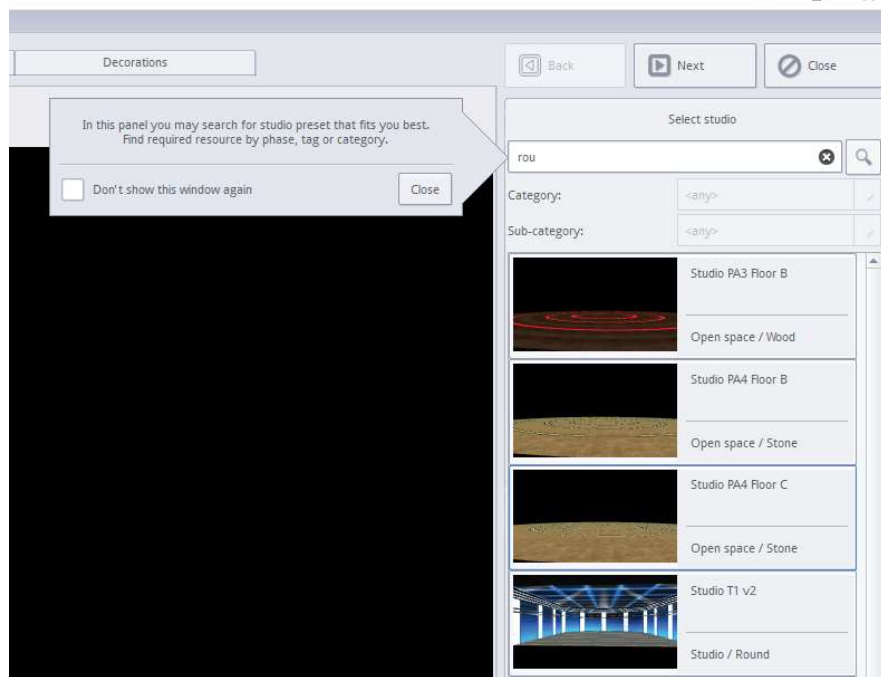 Decorations
Back
Next
Close
In this panel you may search for studio preset that fits you best.
Find required resource by phase, tag or category.
Don't show this window again
Close
Select studio
rou
Category:
<any>
Sub-category:
<any>
Studio PA3 Floor B
Open space / Wood
Studio PA4 Floor B
Open space / Stone
Studio PA4 Floor C
Open space / Stone
Studio T1 v2
Studio / Round